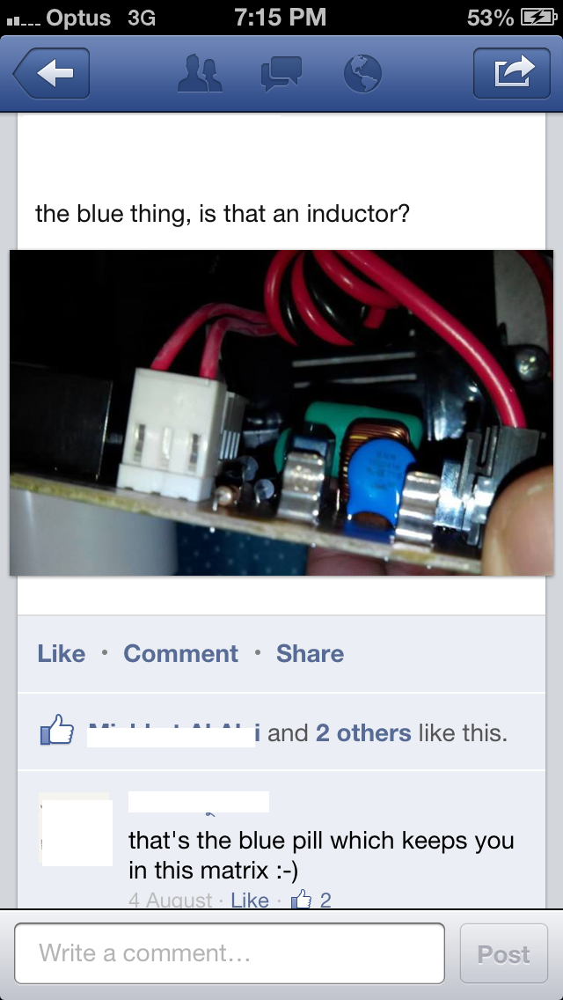 Optus 3G 7:15 PM 53%
the blue thing, is that an inductor?
Like · Comment · Share
and 2 others like this.
that's the blue pill which keeps you
in this matrix :-)
4 August · Like · 2
Write a comment... Post